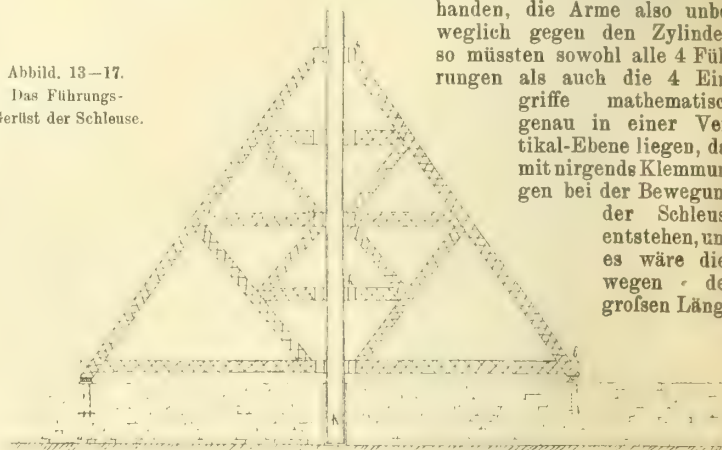 handen, die Arme also unbe
weglich gegen den Zylinde
so müssten sowohl alle 4 Füh
rungen als auch die 4 Ein
griffe mathematisc
genau in einer Ver
tikal-Ebene liegen, da
mit nirgends Klemmun
gen bei der Bewegun
der Schleus
entstehen, un
es wäre die
wegen de
grofsen Läng
Abbild. 13—17.
Das Führungs-
Gerüst der Schleuse.